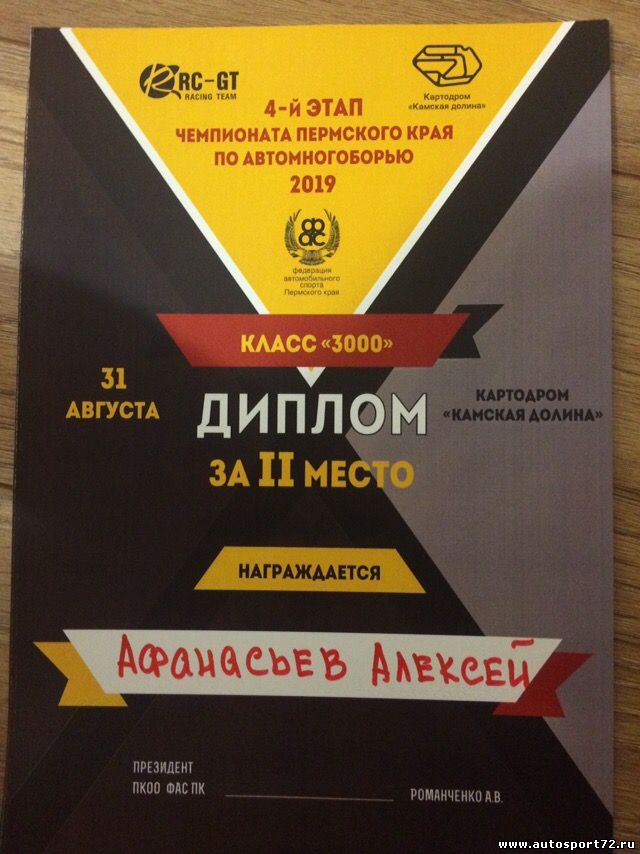 RC-GT
RACING TEAM
Картодром
«Камская долина»
4-й ЭТАП
ЧЕМПИОНАТА ПЕРМСКОГО КРАЯ
ПО АВТОМНОГОБОРЬЮ
2019
ФАС
федерация
автомобильного
спорта
Пермского края
КЛАСС «3000»
31
АВГУСТА
ДИПЛОМ
ЗА II МЕСТО
КАРТОДРОМ
«КАМСКАЯ ДОЛИНА»
НАГРАЖДАЕТСЯ
АФАНАСЬЕВ АЛЕКСЕЙ
ПРЕЗИДЕНТ
ПКОО ФАС ПК
РОМАНЧЕНКО А.В.
www.autosport72.ru